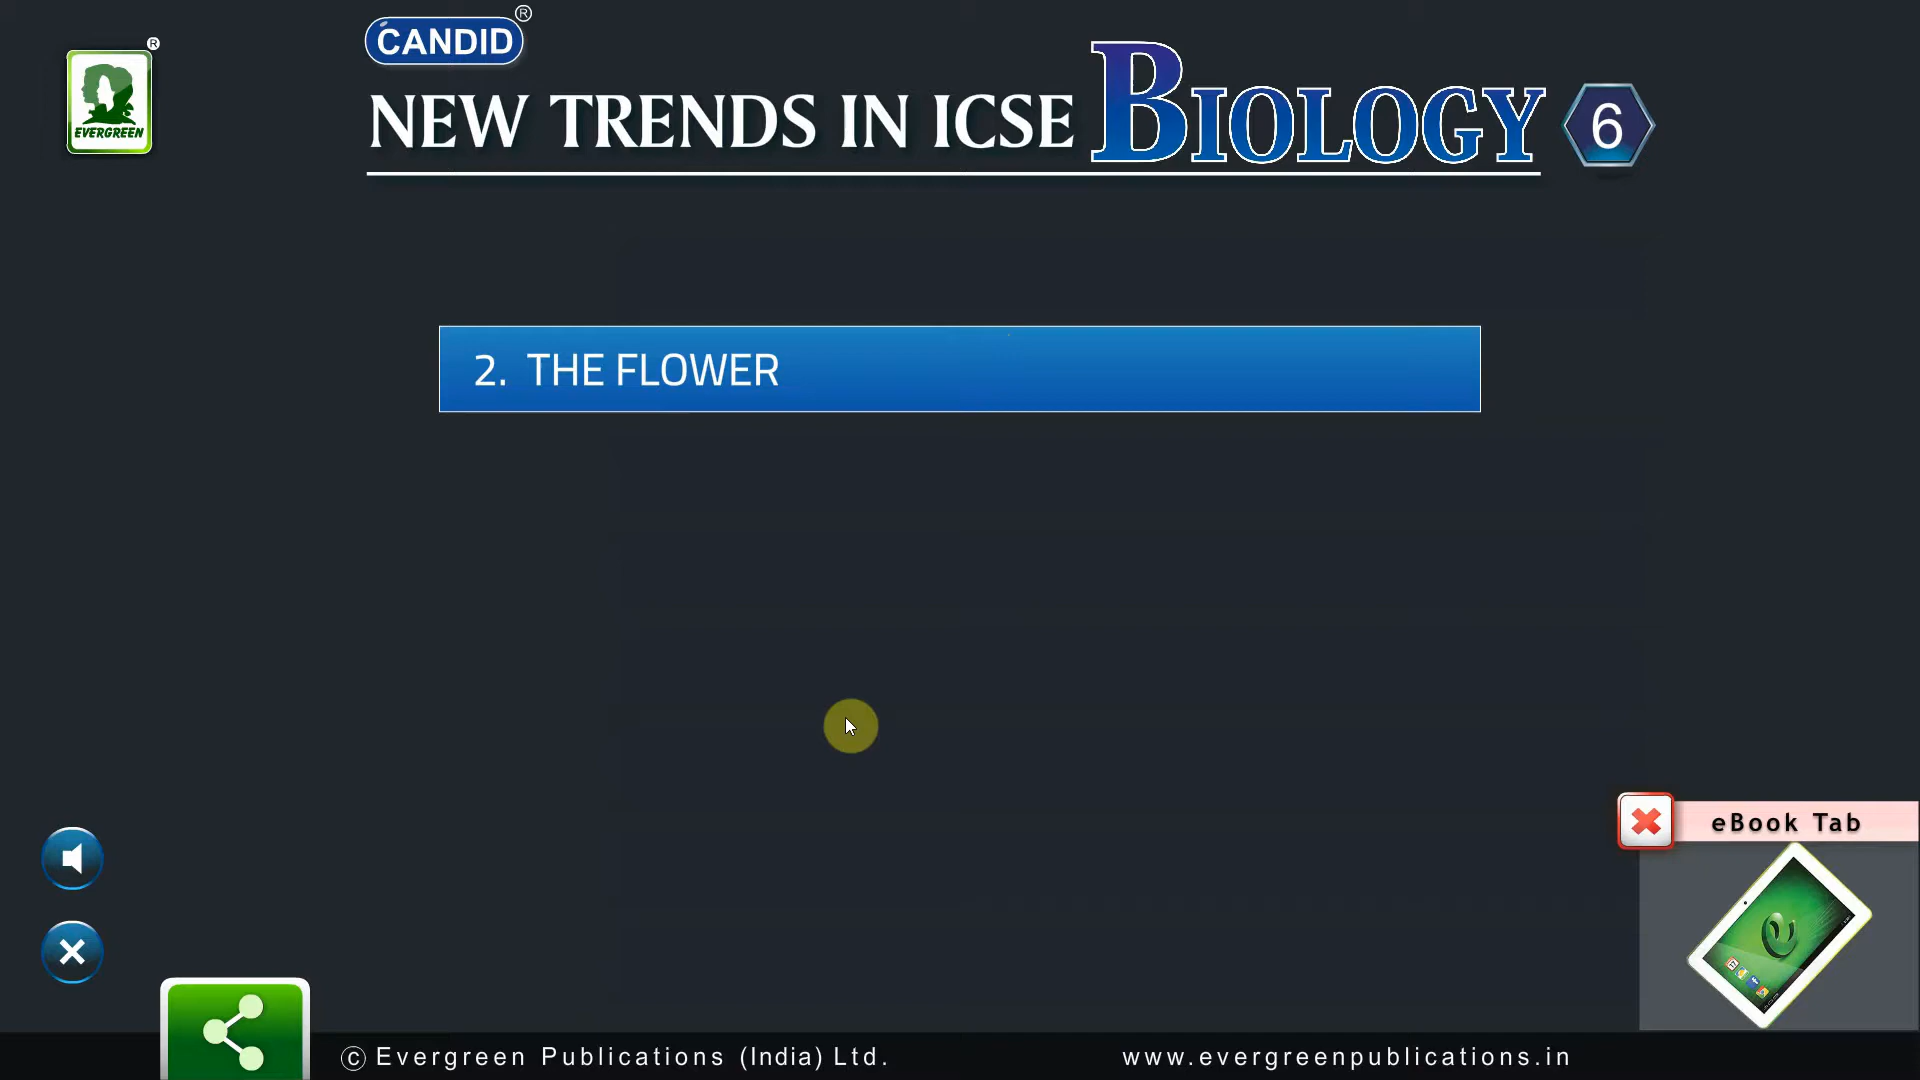 ®
CANDID ®
EVERGREEN
NEW TRENDS IN ICSE BIOLOGY 6
2. THE FLOWER
eBook Tab
© Evergreen Publications (India) Ltd.
www.evergreenpublications.in